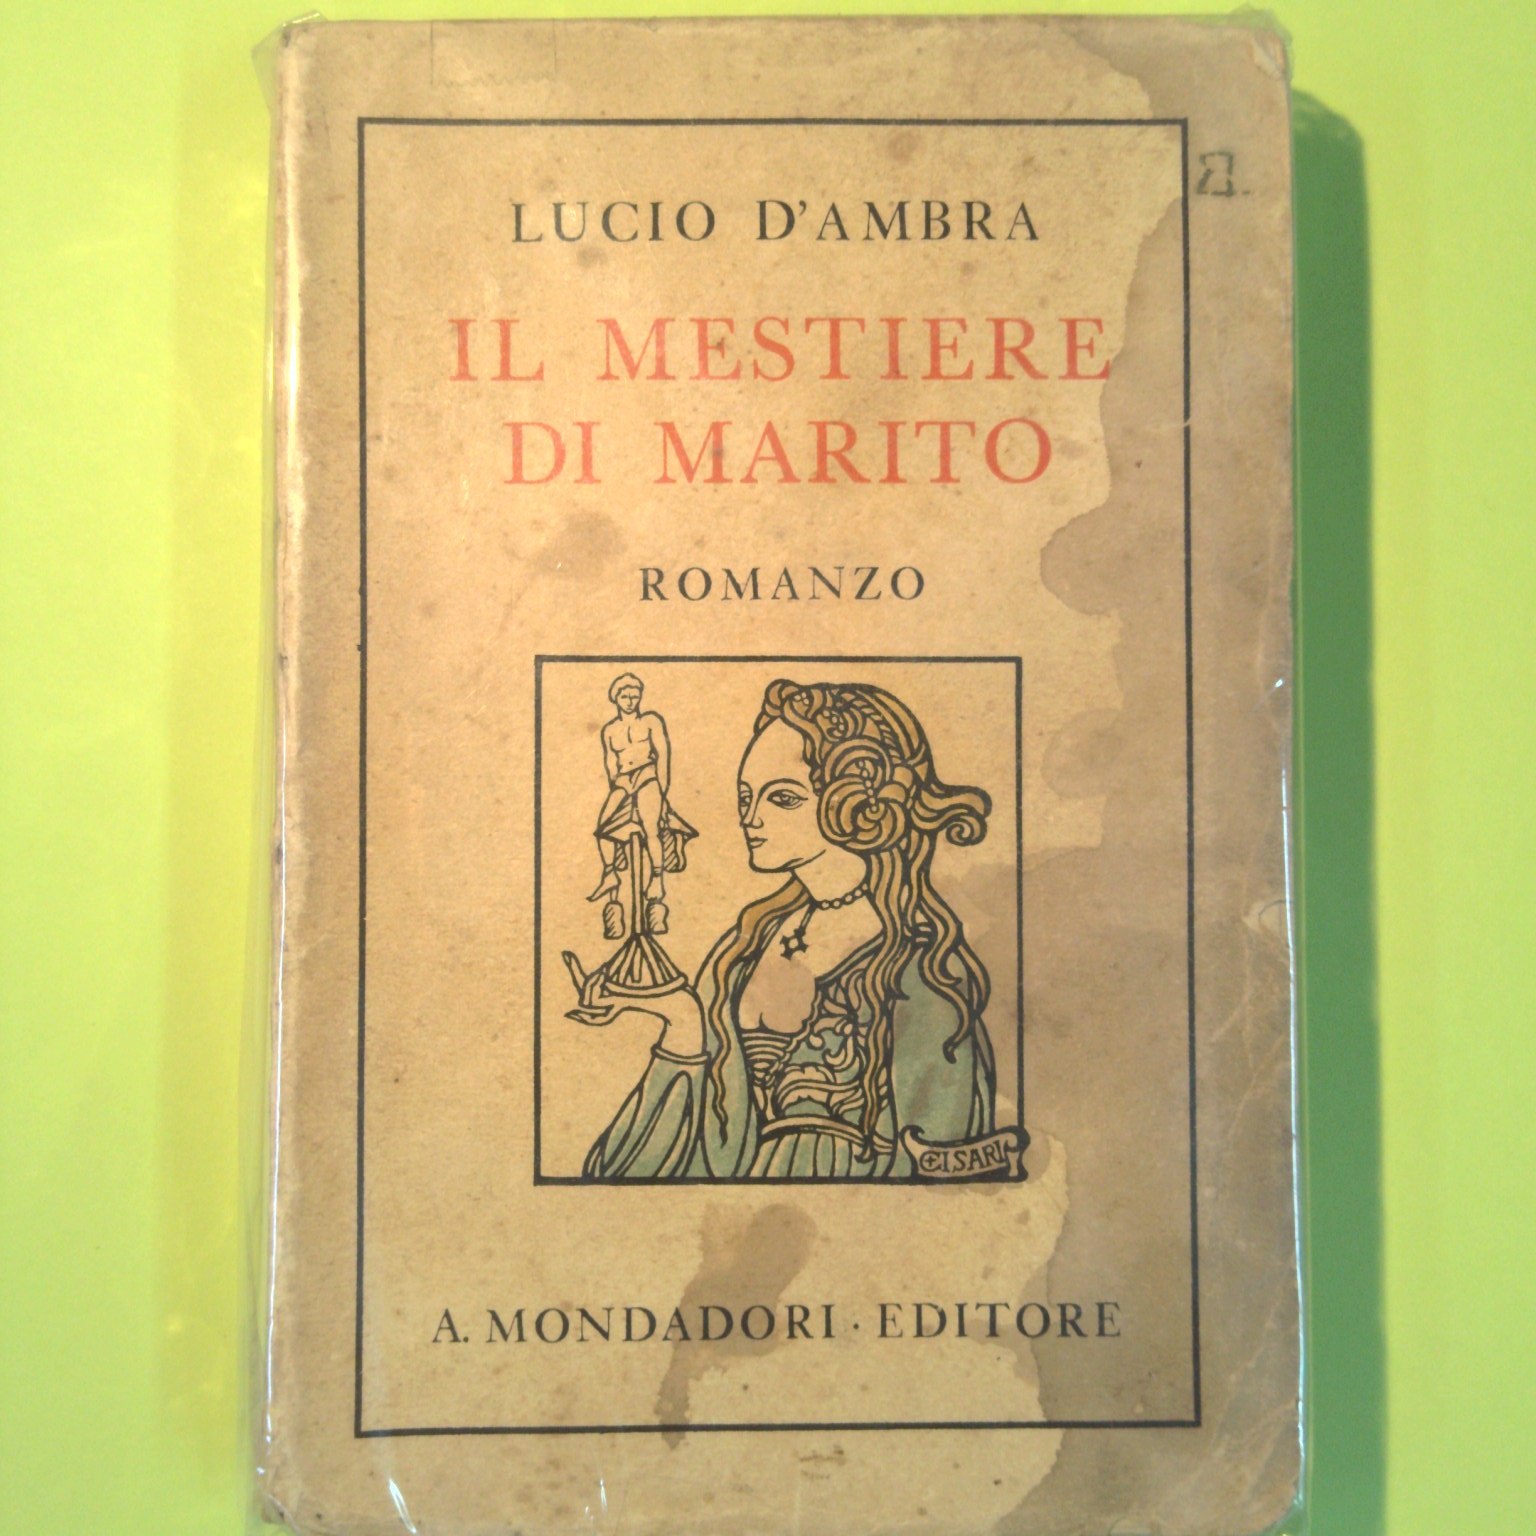 LUCIO D'AMBRA
IL MESTIERE
DI MARITO
ROMANZO
CISARI
A. MONDADORI · EDITORE